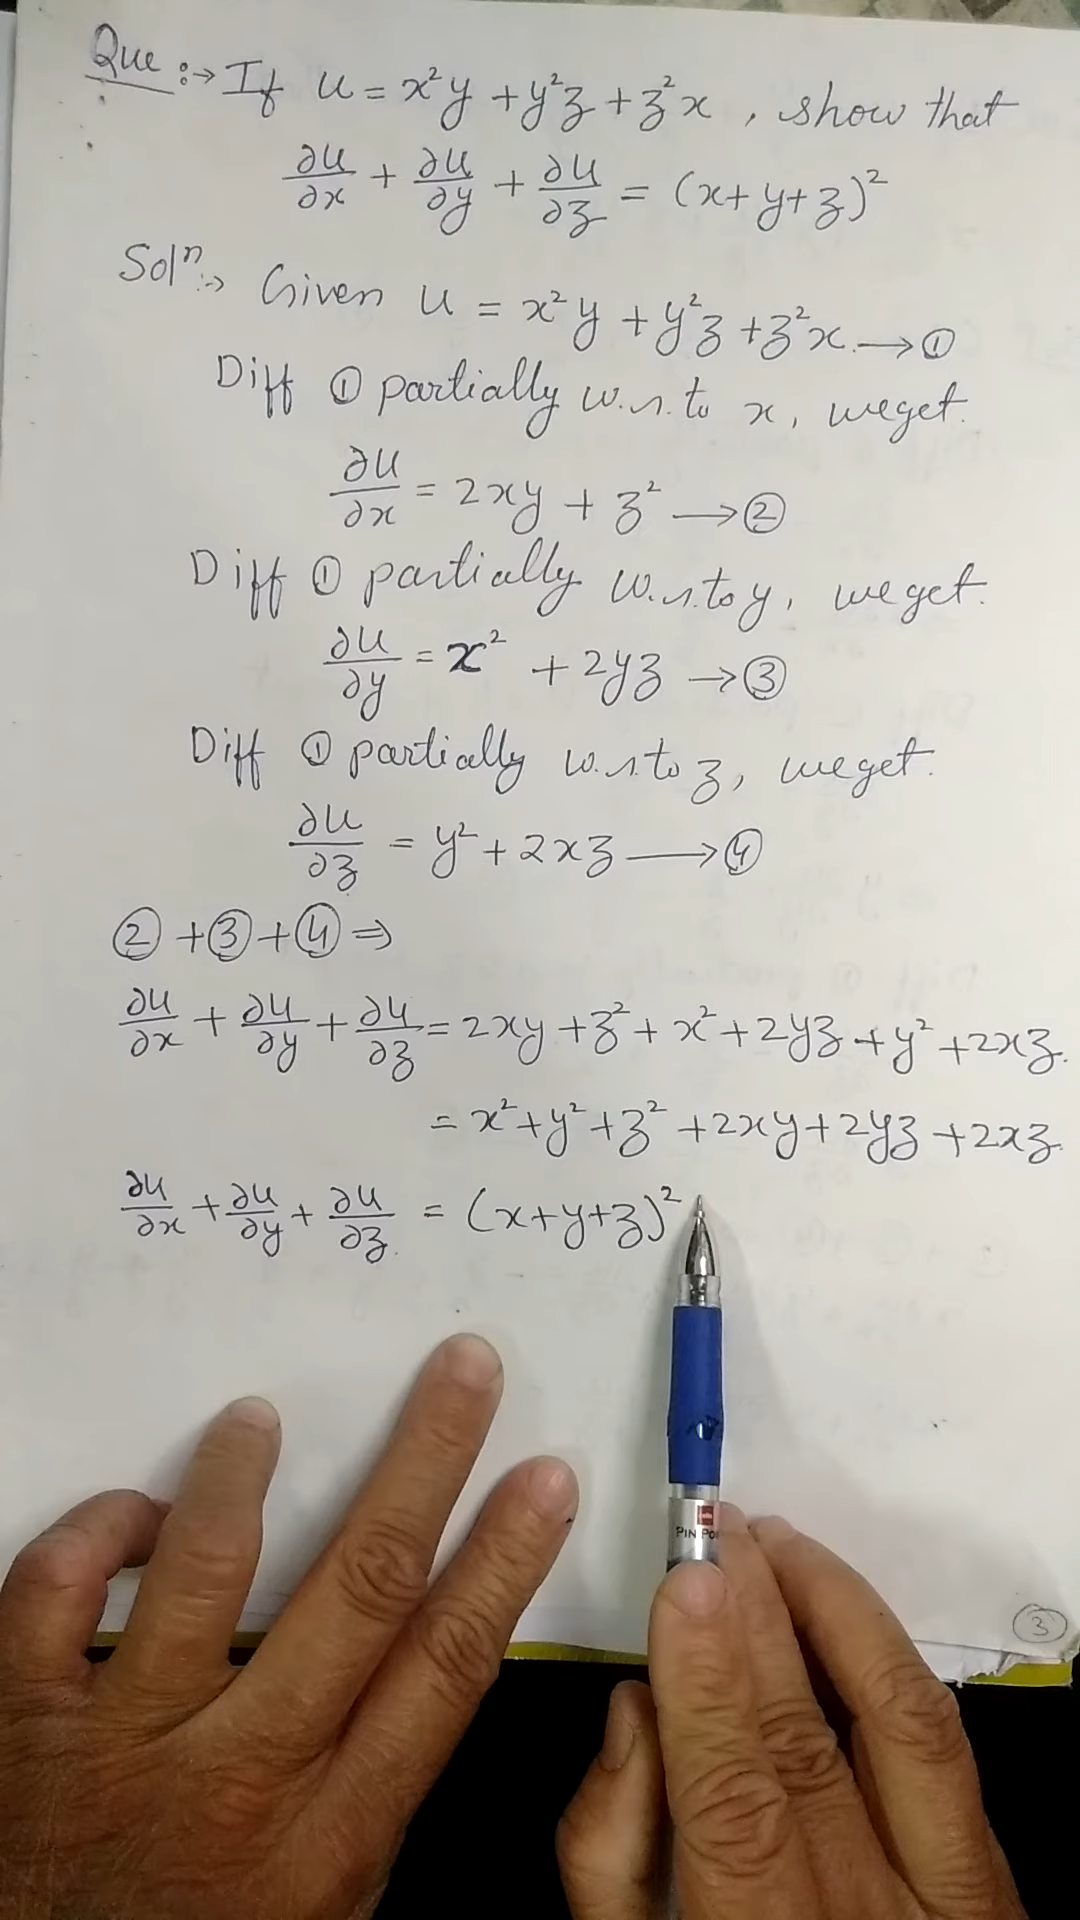 Que :→ If u = x²y + y²z + z²x , show that
∂u/∂x + ∂u/∂y + ∂u/∂z = (x+y+z)²
Solⁿ:→ Given u = x²y + y²z + z²x. → ①
Diff ① partially w.r.to x, we get.
∂u/∂x = 2xy + z² → ②
Diff ① partially w.r.to y, we get.
∂u/∂y = x² + 2yz → ③
Diff ① partially w.r.to z, we get.
∂u/∂z = y² + 2xz → ④
② + ③ + ④ ⇒
∂u/∂x + ∂u/∂y + ∂u/∂z = 2xy + z² + x² + 2yz + y² + 2xz.
= x² + y² + z² + 2xy + 2yz + 2xz.
∂u/∂x + ∂u/∂y + ∂u/∂z = (x+y+z)²
PIN PO
3